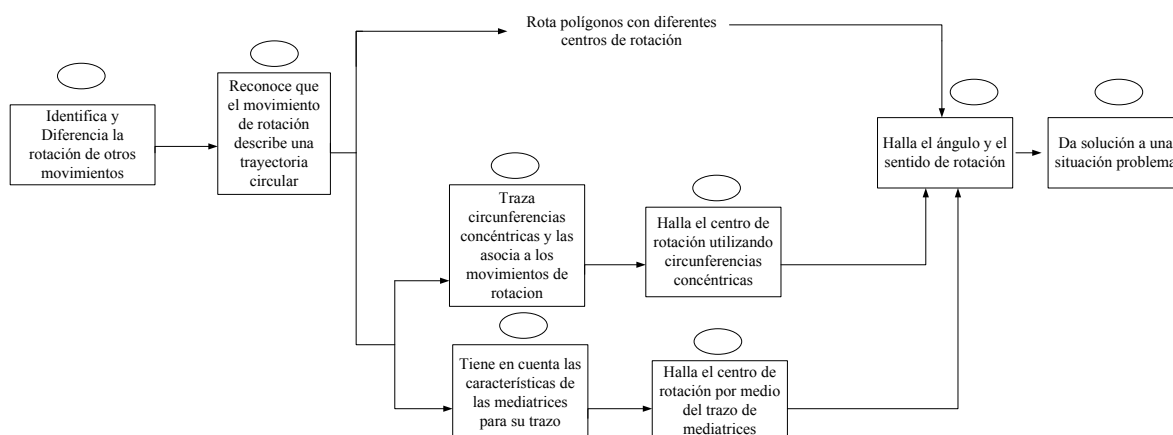 Rota polígonos con diferentes
centros de rotación
Identifica y
Diferencia la
rotación de otros
movimientos
Reconoce que
el movimiento
de rotación
describe una
trayectoria
circular
Halla el ángulo y el
sentido de rotación
Da solución a una
situación problema
Traza
circunferencias
concéntricas y las
asocia a los
movimientos de
rotacion
Halla el centro de
rotación utilizando
circunferencias
concéntricas
Tiene en cuenta las
características de
las mediatrices
para su trazo
Halla el centro de
rotación por medio
del trazo de
mediatrices